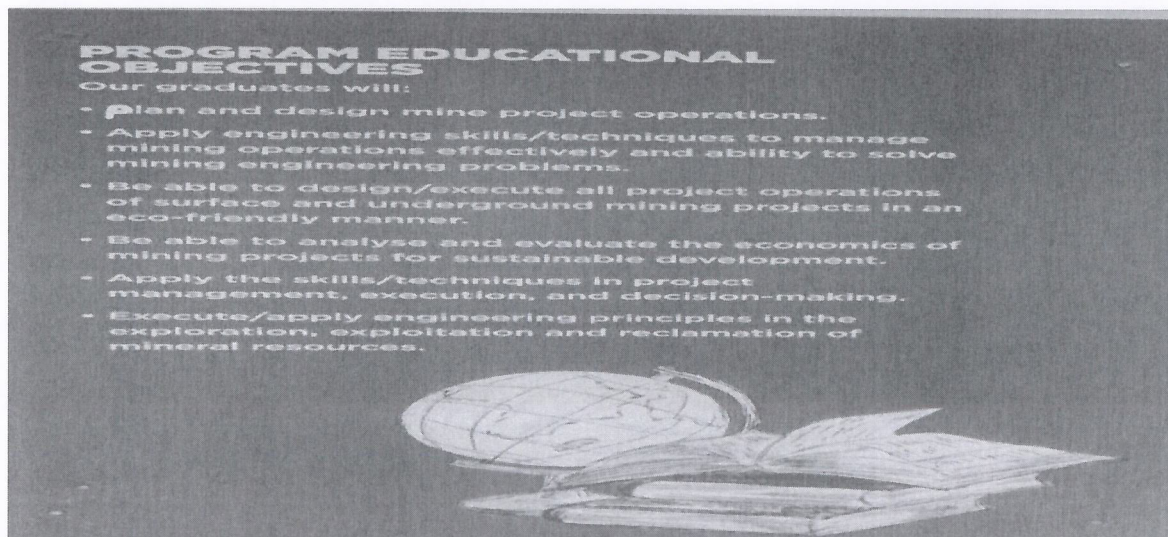 PROGRAM EDUCATIONAL
OBJECTIVES
Our graduates will:
• Plan and design mine project operations.
• Apply engineering skills/techniques to manage
mining operations effectively and ability to solve
mining engineering problems.
• Be able to design/execute all project operations
of surface and underground mining projects in an
eco-friendly manner.
• Be able to analyse and evaluate the economics of
mining projects for sustainable development.
• Apply the skills/techniques in project
management, execution, and decision-making.
• Execute/apply engineering principles in the
exploration, exploitation and reclamation of
mineral resources.